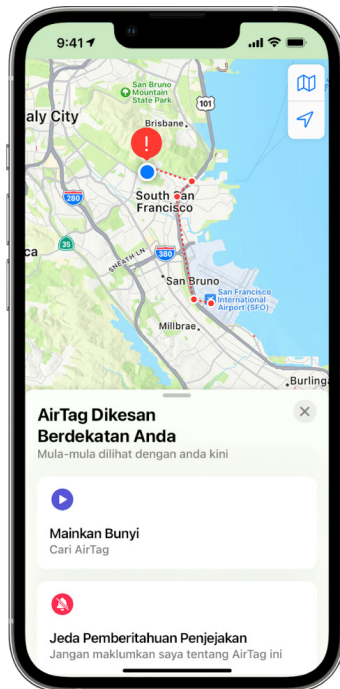 9:41
San Bruno
Mountain
State Park
101
aly City
Brisbane
280
South San
Francisco
35
ca
SNEATH LN
380
San Bruno
San Francisco
International
Airport (SFO)
Millbrae
Burling
AirTag Dikesan
Berdekatan Anda
Mula-mula dilihat dengan anda kini
Mainkan Bunyi
Cari AirTag
Jeda Pemberitahuan Penjejakan
Jangan maklumkan saya tentang AirTag ini